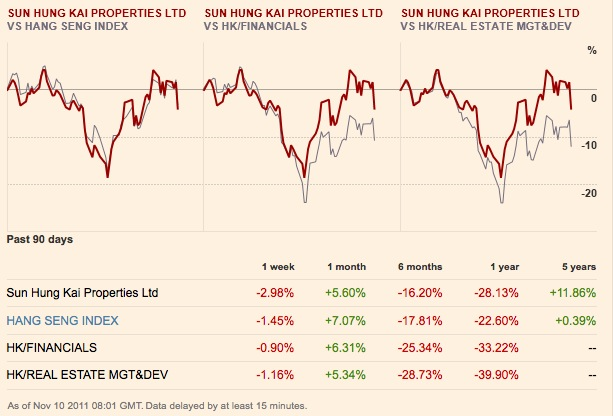 SUN HUNG KAI PROPERTIES LTD
VS HANG SENG INDEX
SUN HUNG KAI PROPERTIES LTD
VS HK/FINANCIALS
SUN HUNG KAI PROPERTIES LTD
VS HK/REAL ESTATE MGT&DEV
%
0
-10
-20
Past 90 days
1 week 1 month 6 months 1 year 5 years
Sun Hung Kai Properties Ltd -2.98% +5.60% -16.20% -28.13% +11.86%
HANG SENG INDEX -1.45% +7.07% -17.81% -22.60% +0.39%
HK/FINANCIALS -0.90% +6.31% -25.34% -33.22% --
HK/REAL ESTATE MGT&DEV -1.16% +5.34% -28.73% -39.90% --
As of Nov 10 2011 08:01 GMT. Data delayed by at least 15 minutes.